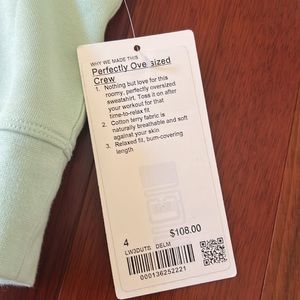 WHY WE MADE THIS
Perfectly Oversized
Crew
1. Nothing but love for this
roomy, perfectly oversized
sweatshirt. Toss it on after
your workout for that
time-to-relax fit
2. Cotton terry fabric is
naturally breathable and soft
against your skin
3. Relaxed fit, bum-covering
length
4 $108.00
LW3DUTS DELM
000136252221